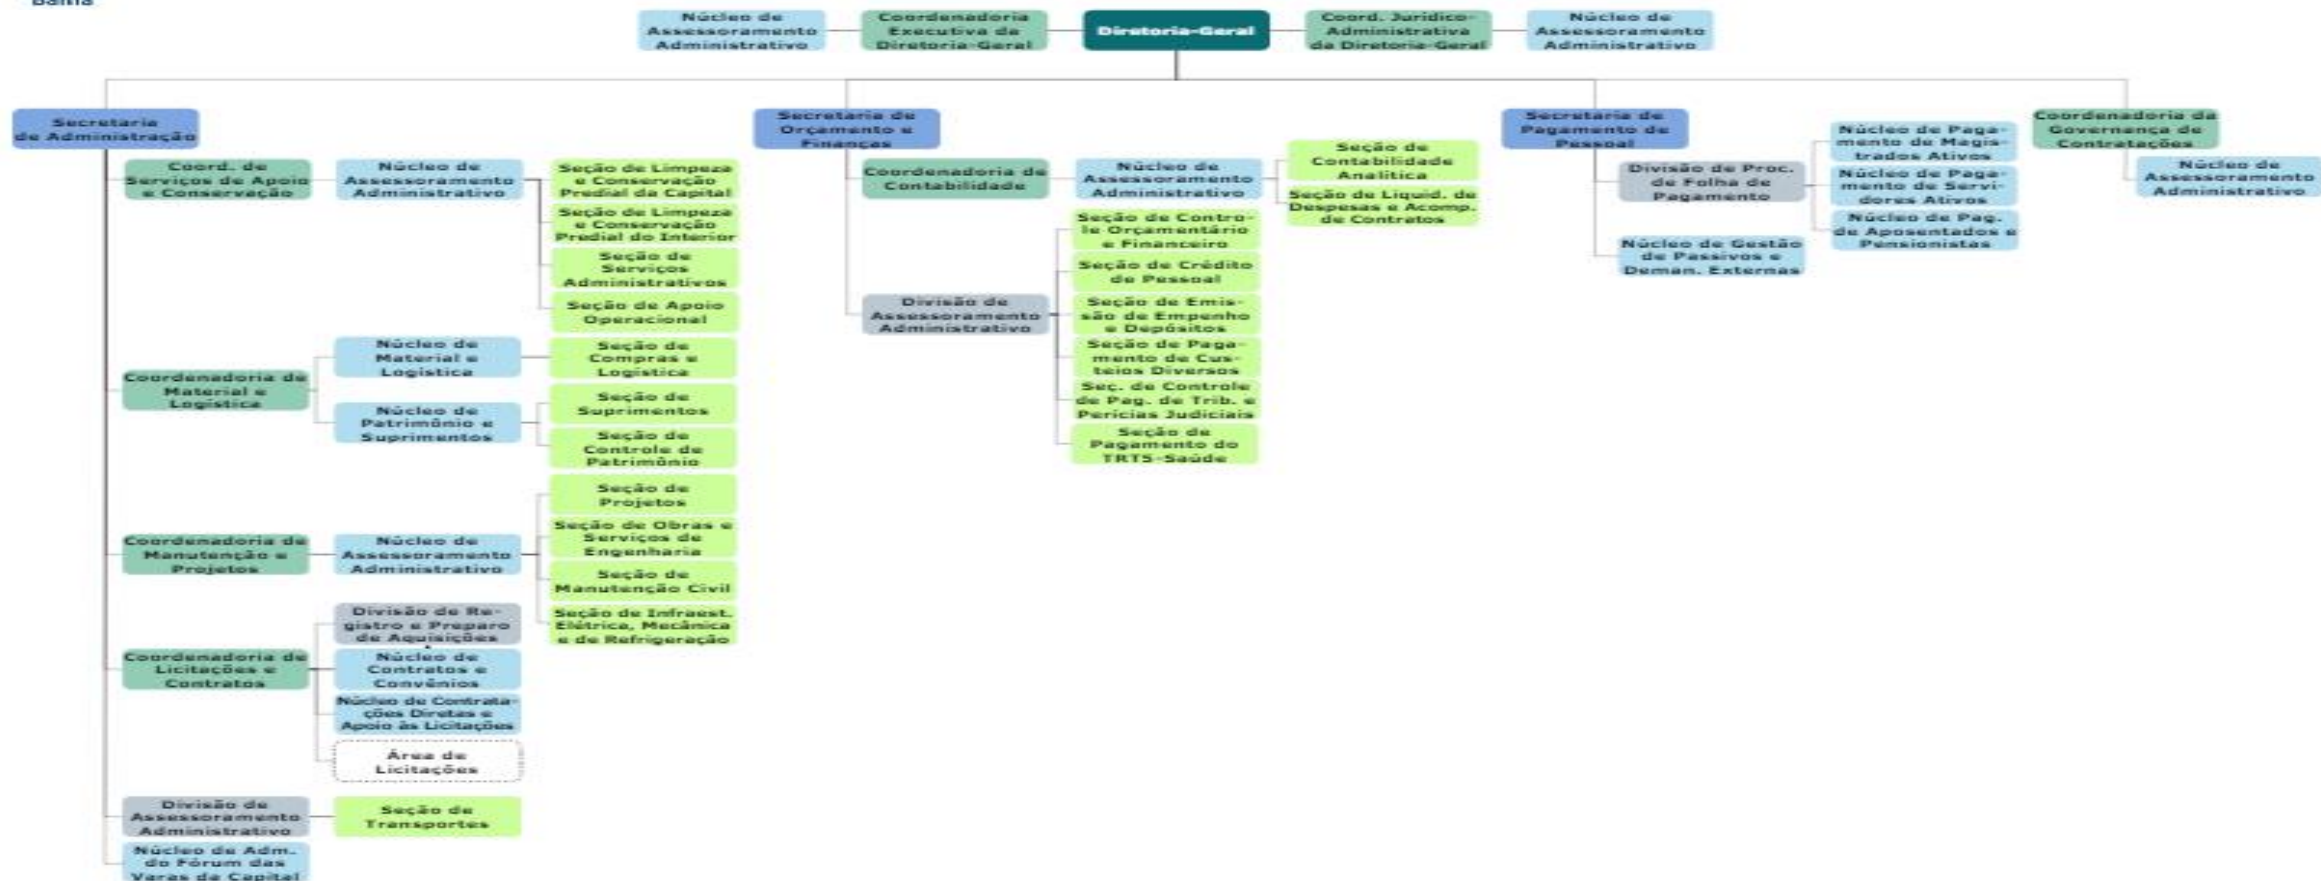 Bahia
Núcleo de
Assessoramento
Administrativo
Coordenadoria
Executiva da
Diretoria-Geral
Diretoria-Geral
Coord. Jurídico-
Administrativa
da Diretoria-Geral
Núcleo de
Assessoramento
Administrativo
Secretaria
de Administração
Coord. de
Serviços de Apoio
e Conservação
Núcleo de
Assessoramento
Administrativo
Seção de Limpeza
e Conservação
Predial da Capital
Seção de Limpeza
e Conservação
Predial do Interior
Seção de
Serviços
Administrativos
Seção de Apoio
Operacional
Coordenadoria de
Material e
Logística
Núcleo de
Material e
Logística
Seção de
Compras e
Logística
Núcleo de
Patrimônio e
Suprimentos
Seção de
Suprimentos
Seção de
Controle de
Patrimônio
Coordenadoria de
Manutenção e
Projetos
Núcleo de
Assessoramento
Administrativo
Seção de
Projetos
Seção de Obras e
Serviços de
Engenharia
Seção de
Manutenção Civil
Seção de Infraest.
Elétrica, Mecânica
e de Refrigeração
Coordenadoria de
Licitações e
Contratos
Divisão de Re-
gistro e Preparo
de Aquisições
Núcleo de
Contratos e
Convênios
Núcleo de Contrata-
ções Diretas e
Apoio às Licitações
Área de
Licitações
Divisão de
Assessoramento
Administrativo
Seção de
Transportes
Núcleo de Adm.
do Fórum das
Varas da Capital
Secretaria de
Orçamento e
Finanças
Coordenadoria de
Contabilidade
Núcleo de
Assessoramento
Administrativo
Seção de
Contabilidade
Analítica
Seção de Liquid. de
Despesas e Acomp.
de Contratos
Divisão de
Assessoramento
Administrativo
Seção de Contro-
le Orçamentário
e Financeiro
Seção de Crédito
de Pessoal
Seção de Emis-
são de Empenho
e Depósitos
Seção de Paga-
mento de Cus-
teios Diversos
Seç. de Controle
de Pag. de Trib. e
Perícias Judiciais
Seção de
Pagamento do
TRT5-Saúde
Secretaria de
Pagamento de
Pessoal
Divisão de Proc.
de Folha de
Pagamento
Núcleo de Paga-
mento de Magis-
trados Ativos
Núcleo de Paga-
mento de Servi-
dores Ativos
Núcleo de Pag.
de Aposentados e
Pensionistas
Núcleo de Gestão
de Passivos e
Deman. Externas
Coordenadoria da
Governança de
Contratações
Núcleo de
Assessoramento
Administrativo